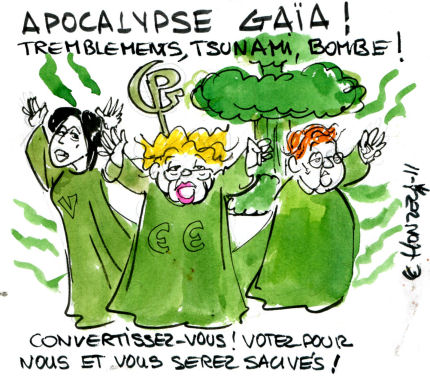 APOCALYPSE GAÏA !
TREMBLEMENTS, TSUNAMI, BOMBE !
V
€ €
CONVERTISSEZ-VOUS ! VOTEZ POUR
NOUS ET VOUS SEREZ SAUVÉS !